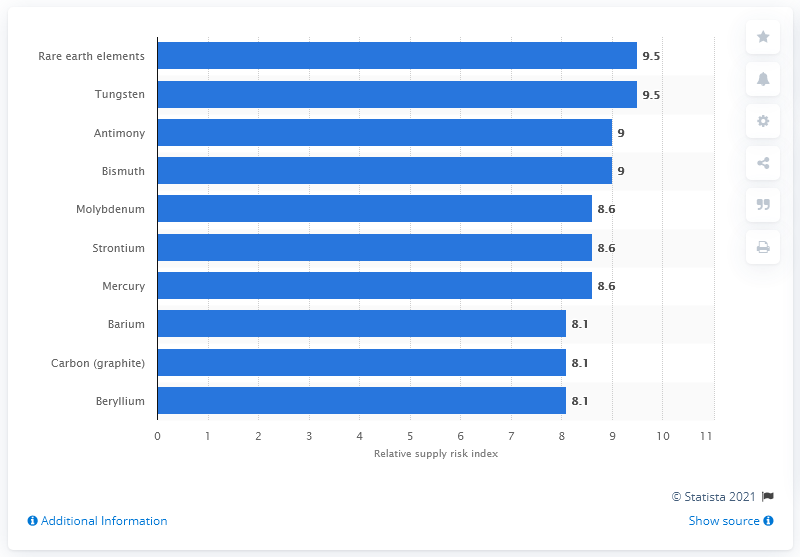 Rare earth elements 9.5
Tungsten 9.5
Antimony 9
Bismuth 9
Molybdenum 8.6
Strontium 8.6
Mercury 8.6
Barium 8.1
Carbon (graphite) 8.1
Beryllium 8.1
0 1 2 3 4 5 6 7 8 9 10 11
Relative supply risk index
© Statista 2021
Additional Information Show source